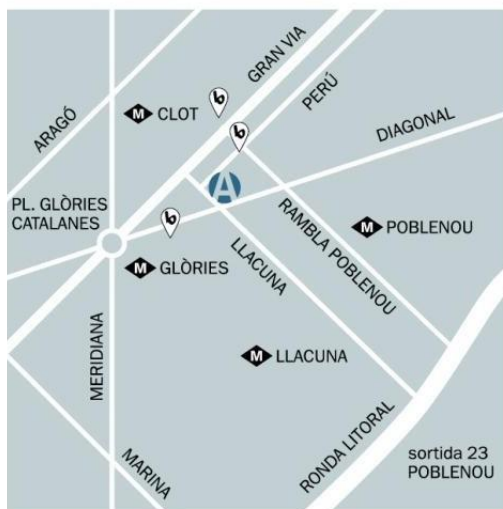 GRAN VIA
PERÚ
ARAGÓ
M CLOT
DIAGONAL
A
PL. GLÒRIES
CATALANES
RAMBLA POBLENOU
M POBLENOU
LLACUNA
M GLÒRIES
MERIDIANA
M LLACUNA
RONDA LITORAL
MARINA
sortida 23
POBLENOU